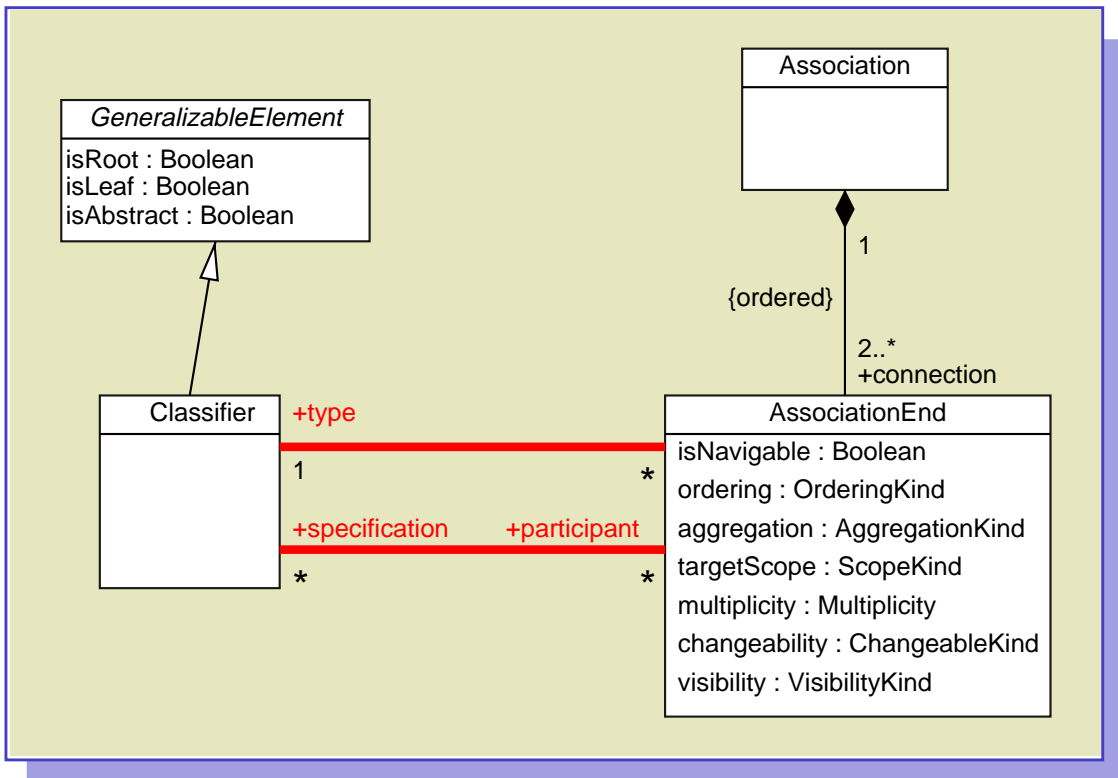 Association
GeneralizableElement
isRoot : Boolean
isLeaf : Boolean
isAbstract : Boolean
1
{ordered}
2..*
+connection
Classifier
+type
1
*
+specification
+participant
*
*
AssociationEnd
isNavigable : Boolean
ordering : OrderingKind
aggregation : AggregationKind
targetScope : ScopeKind
multiplicity : Multiplicity
changeability : ChangeableKind
visibility : VisibilityKind